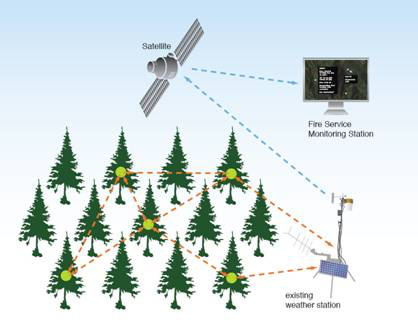 Satellite
Fire Service
Monitoring Station
existing
weather station